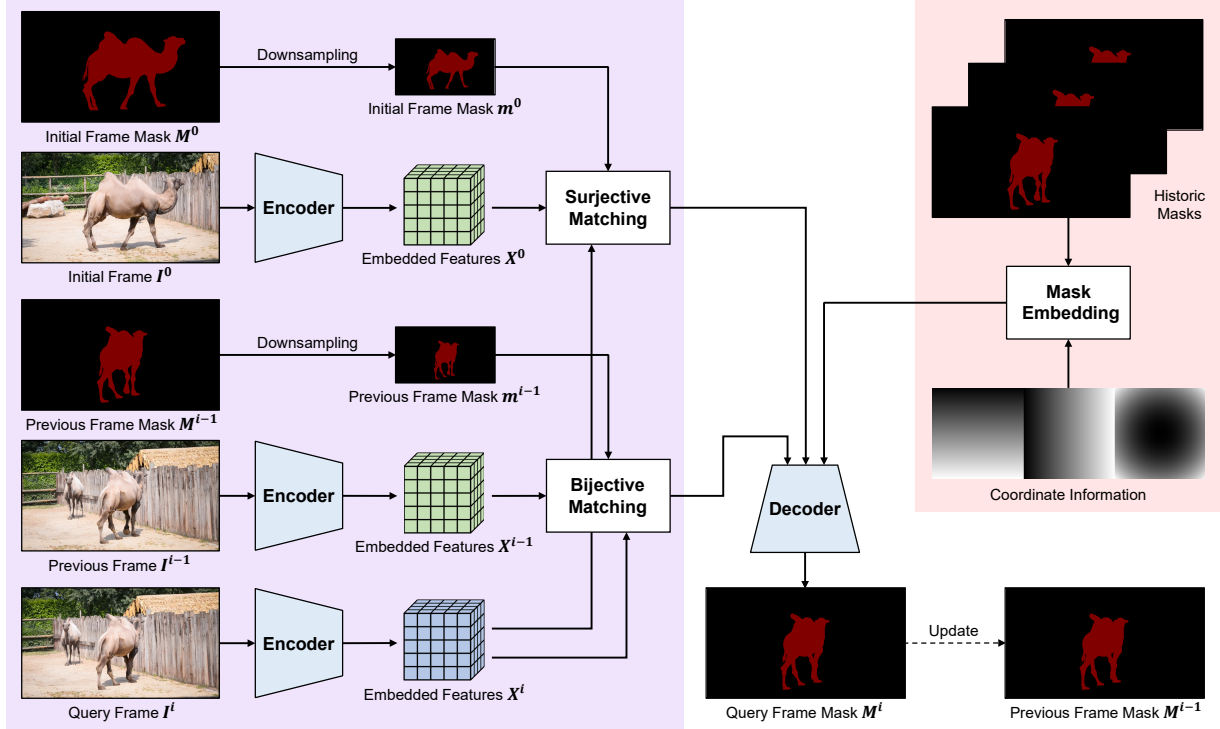 Downsampling
Initial Frame Mask M⁰
Initial Frame Mask m⁰
Encoder
Surjective
Matching
Initial Frame I⁰
Embedded Features X⁰
Downsampling
Previous Frame Mask Mⁱ⁻¹
Previous Frame Mask mⁱ⁻¹
Encoder
Bijective
Matching
Previous Frame Iⁱ⁻¹
Embedded Features Xⁱ⁻¹
Encoder
Query Frame Iⁱ
Embedded Features Xⁱ
Historic
Masks
Mask
Embedding
Coordinate Information
Decoder
Update
Query Frame Mask Mⁱ
Previous Frame Mask Mⁱ⁻¹